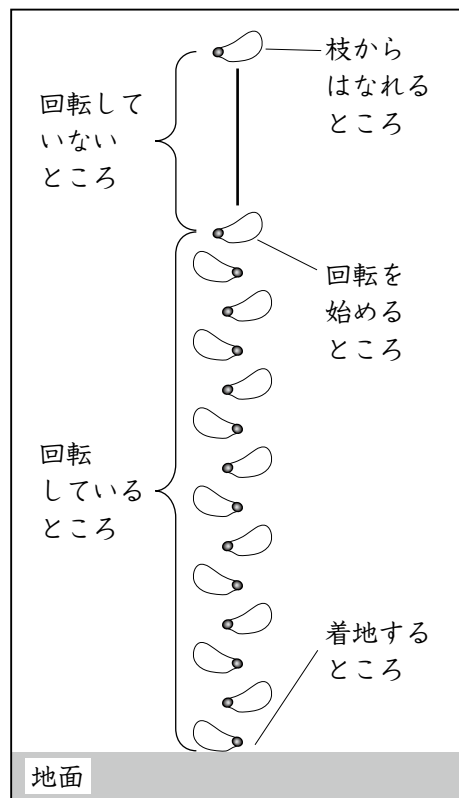 枝から
はなれる
ところ
回転して
いない
ところ
回転を
始める
ところ
回転
している
ところ
着地する
ところ
地面